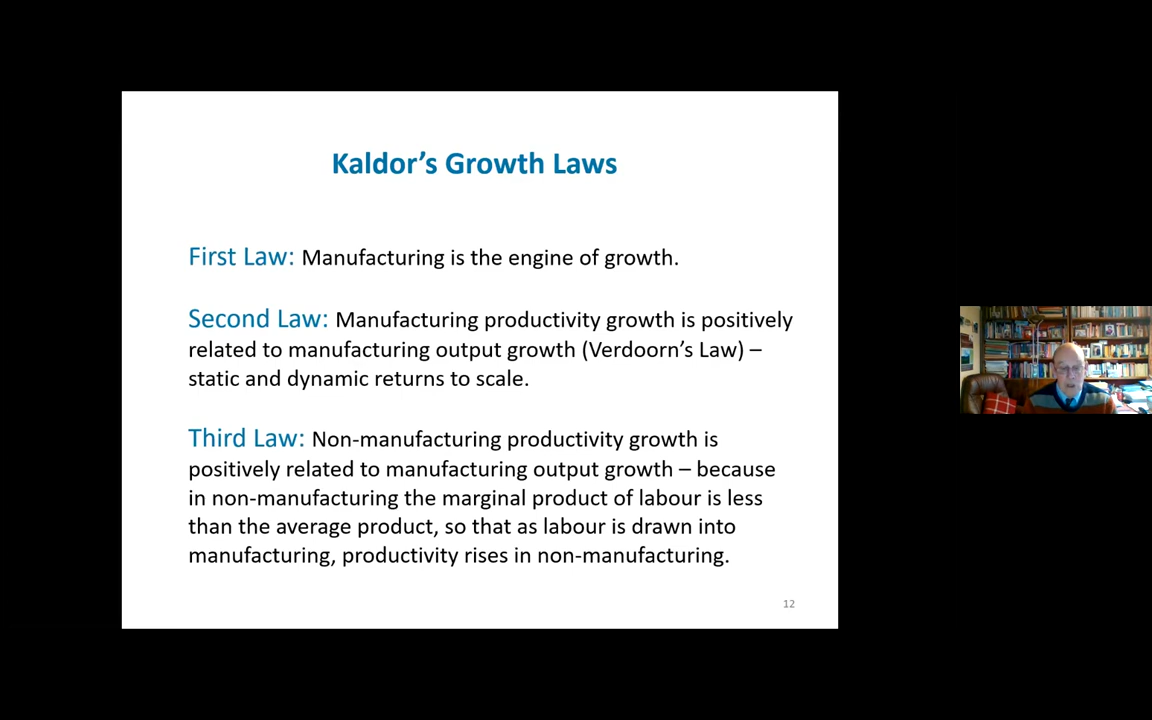 Kaldor’s Growth Laws
First Law: Manufacturing is the engine of growth.
Second Law: Manufacturing productivity growth is positively
related to manufacturing output growth (Verdoorn’s Law) –
static and dynamic returns to scale.
Third Law: Non-manufacturing productivity growth is
positively related to manufacturing output growth – because
in non-manufacturing the marginal product of labour is less
than the average product, so that as labour is drawn into
manufacturing, productivity rises in non-manufacturing.
12